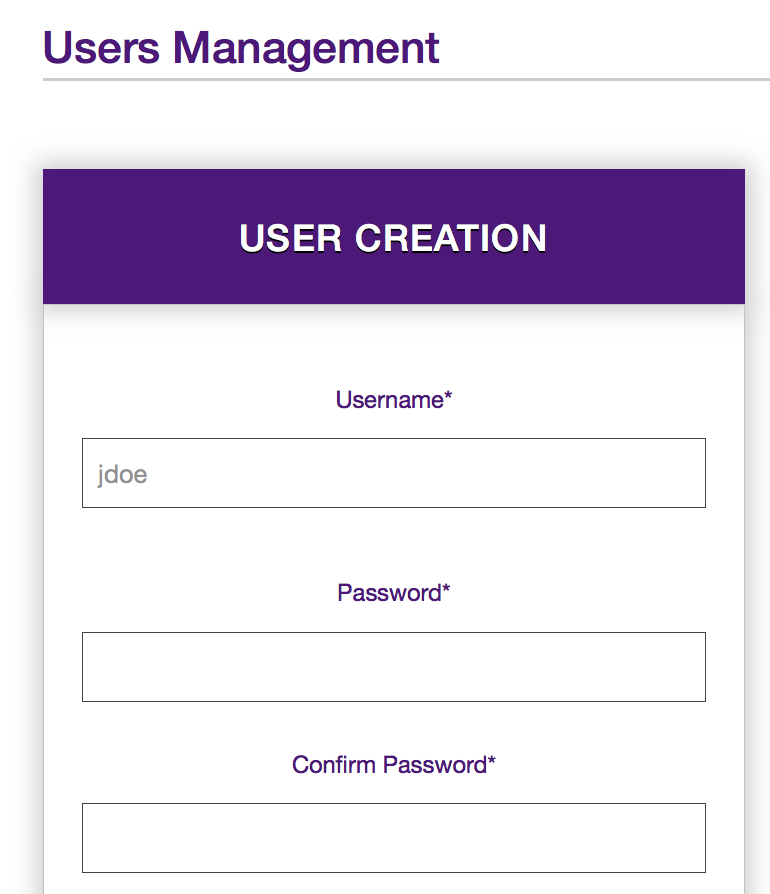 Users Management
USER CREATION
Username*
jdoe
Password*
Confirm Password*